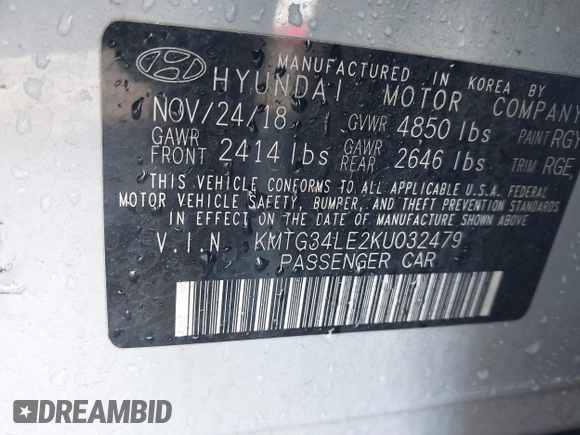 MANUFACTURED IN KOREA BY
HYUNDAI MOTOR COMPANY
NOV/24/18 GVWR 4850 lbs PAINT RGY
GAWR FRONT 2414 lbs GAWR REAR 2646 lbs TRIM RGE
"THIS VEHICLE CONFORMS TO ALL APPLICABLE U.S.A. FEDERAL
MOTOR VEHICLE SAFETY, BUMPER, AND THEFT PREVENTION STANDARDS
IN EFFECT ON THE DATE OF MANUFACTURE SHOWN ABOVE."
V.I.N. KMTG34LE2KU032479
PASSENGER CAR
DREAMBID